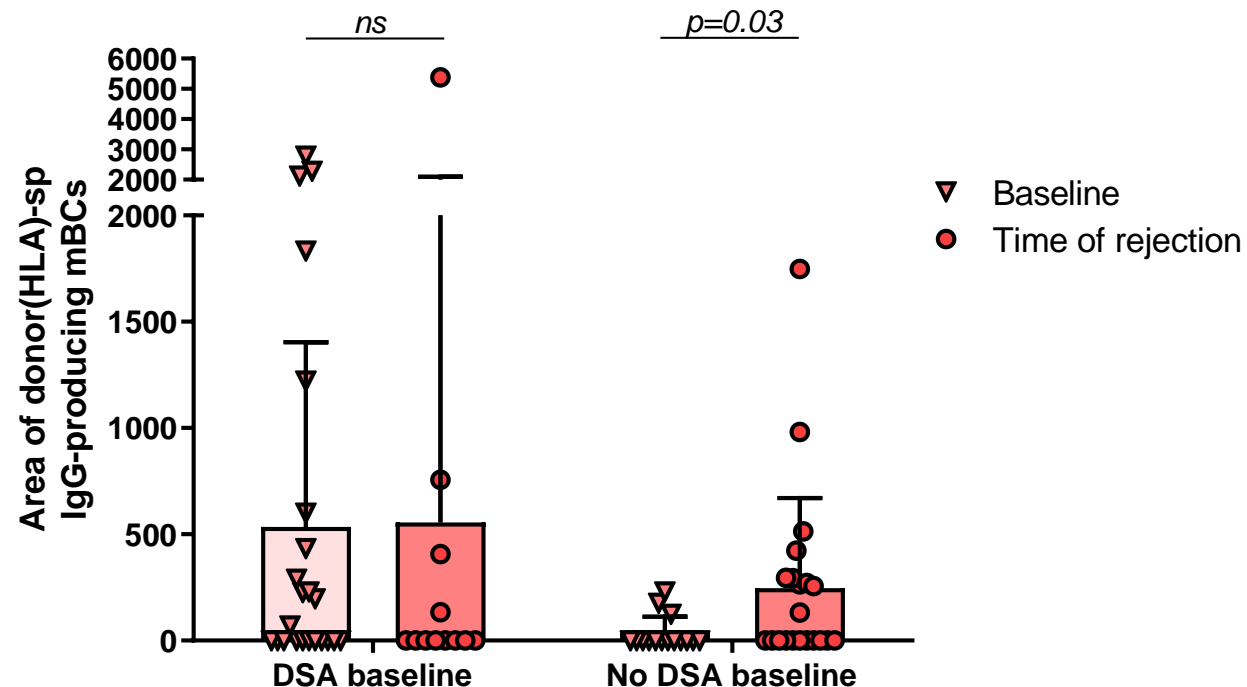 ns
p=0.03
6000
5000
4000
3000
2000
2000
1500
1000
500
0
Area of donor(HLA)-sp
IgG-producing mBCs
Baseline
Time of rejection
DSA baseline
No DSA baseline